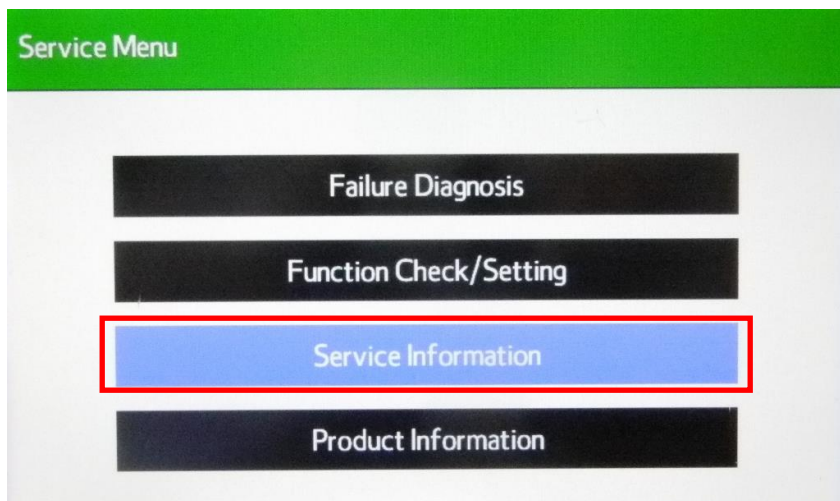 Service Menu
Failure Diagnosis
Function Check/Setting
Service Information
Product Information